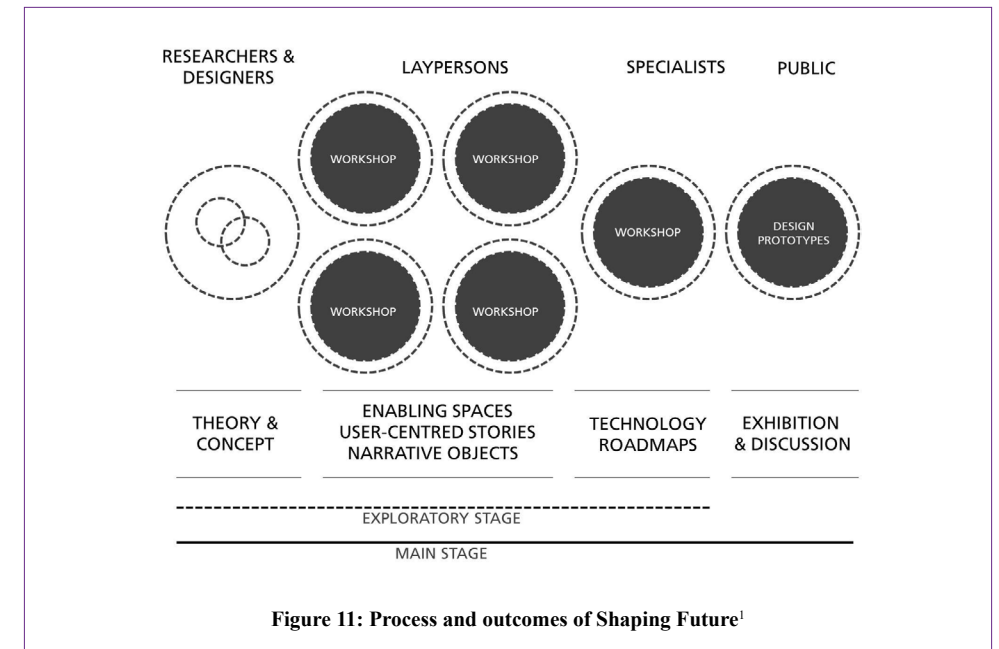 RESEARCHERS &
DESIGNERS
LAYPERSONS
SPECIALISTS
PUBLIC
WORKSHOP
WORKSHOP
WORKSHOP
DESIGN
PROTOTYPES
WORKSHOP
WORKSHOP
THEORY &
CONCEPT
ENABLING SPACES
USER-CENTRED STORIES
NARRATIVE OBJECTS
TECHNOLOGY
ROADMAPS
EXHIBITION
& DISCUSSION
EXPLORATORY STAGE
MAIN STAGE
Figure 11: Process and outcomes of Shaping Future1